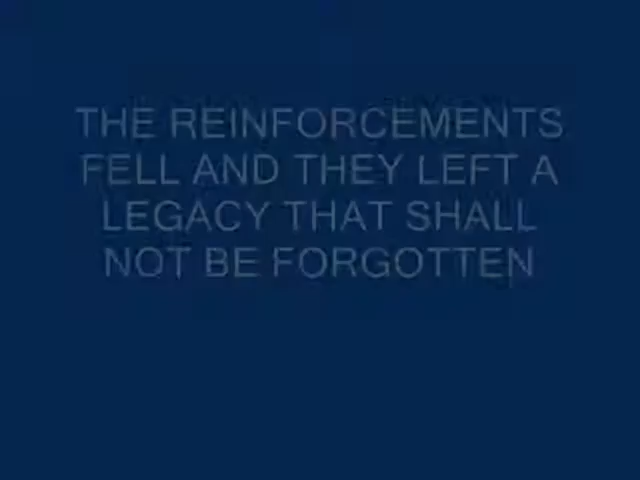 THE REINFORCEMENTS
FELL AND THEY LEFT A
LEGACY THAT SHALL
NOT BE FORGOTTEN